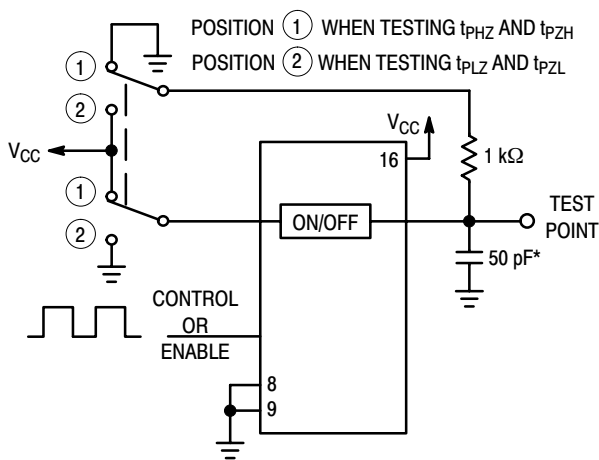 POSITION 1 WHEN TESTING tPHZ AND tPZH
POSITION 2 WHEN TESTING tPLZ AND tPZL
1
2
VCC
1
2
VCC
16
1 kΩ
ON/OFF
TEST
POINT
50 pF*
CONTROL
OR
ENABLE
8
9